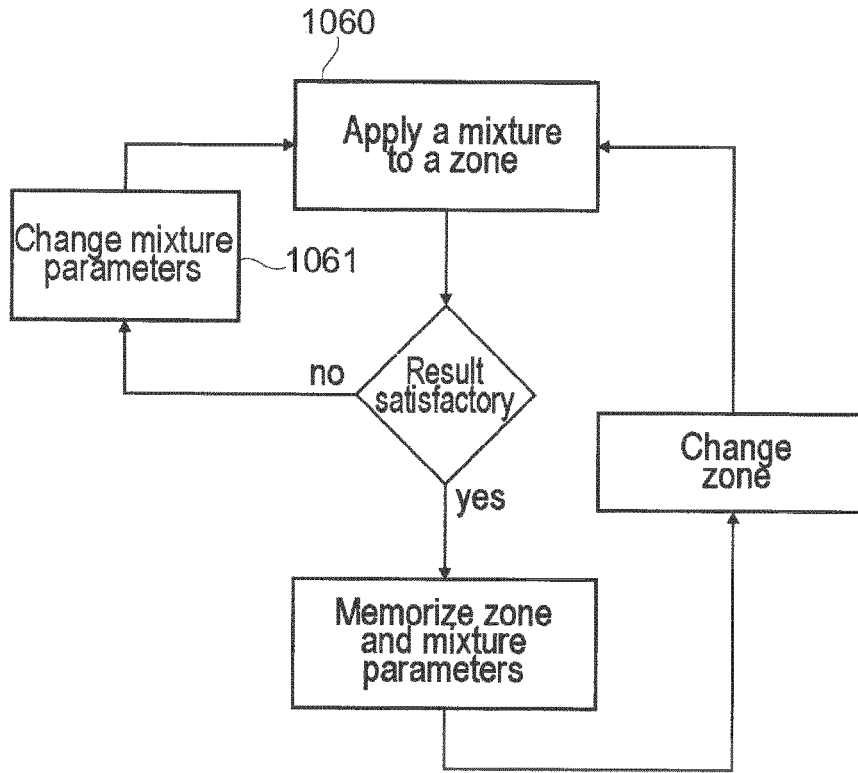 1060
Apply a mixture
to a zone
Change mixture
parameters
1061
Result
satisfactory
no
yes
Change
zone
Memorize zone
and mixture
parameters